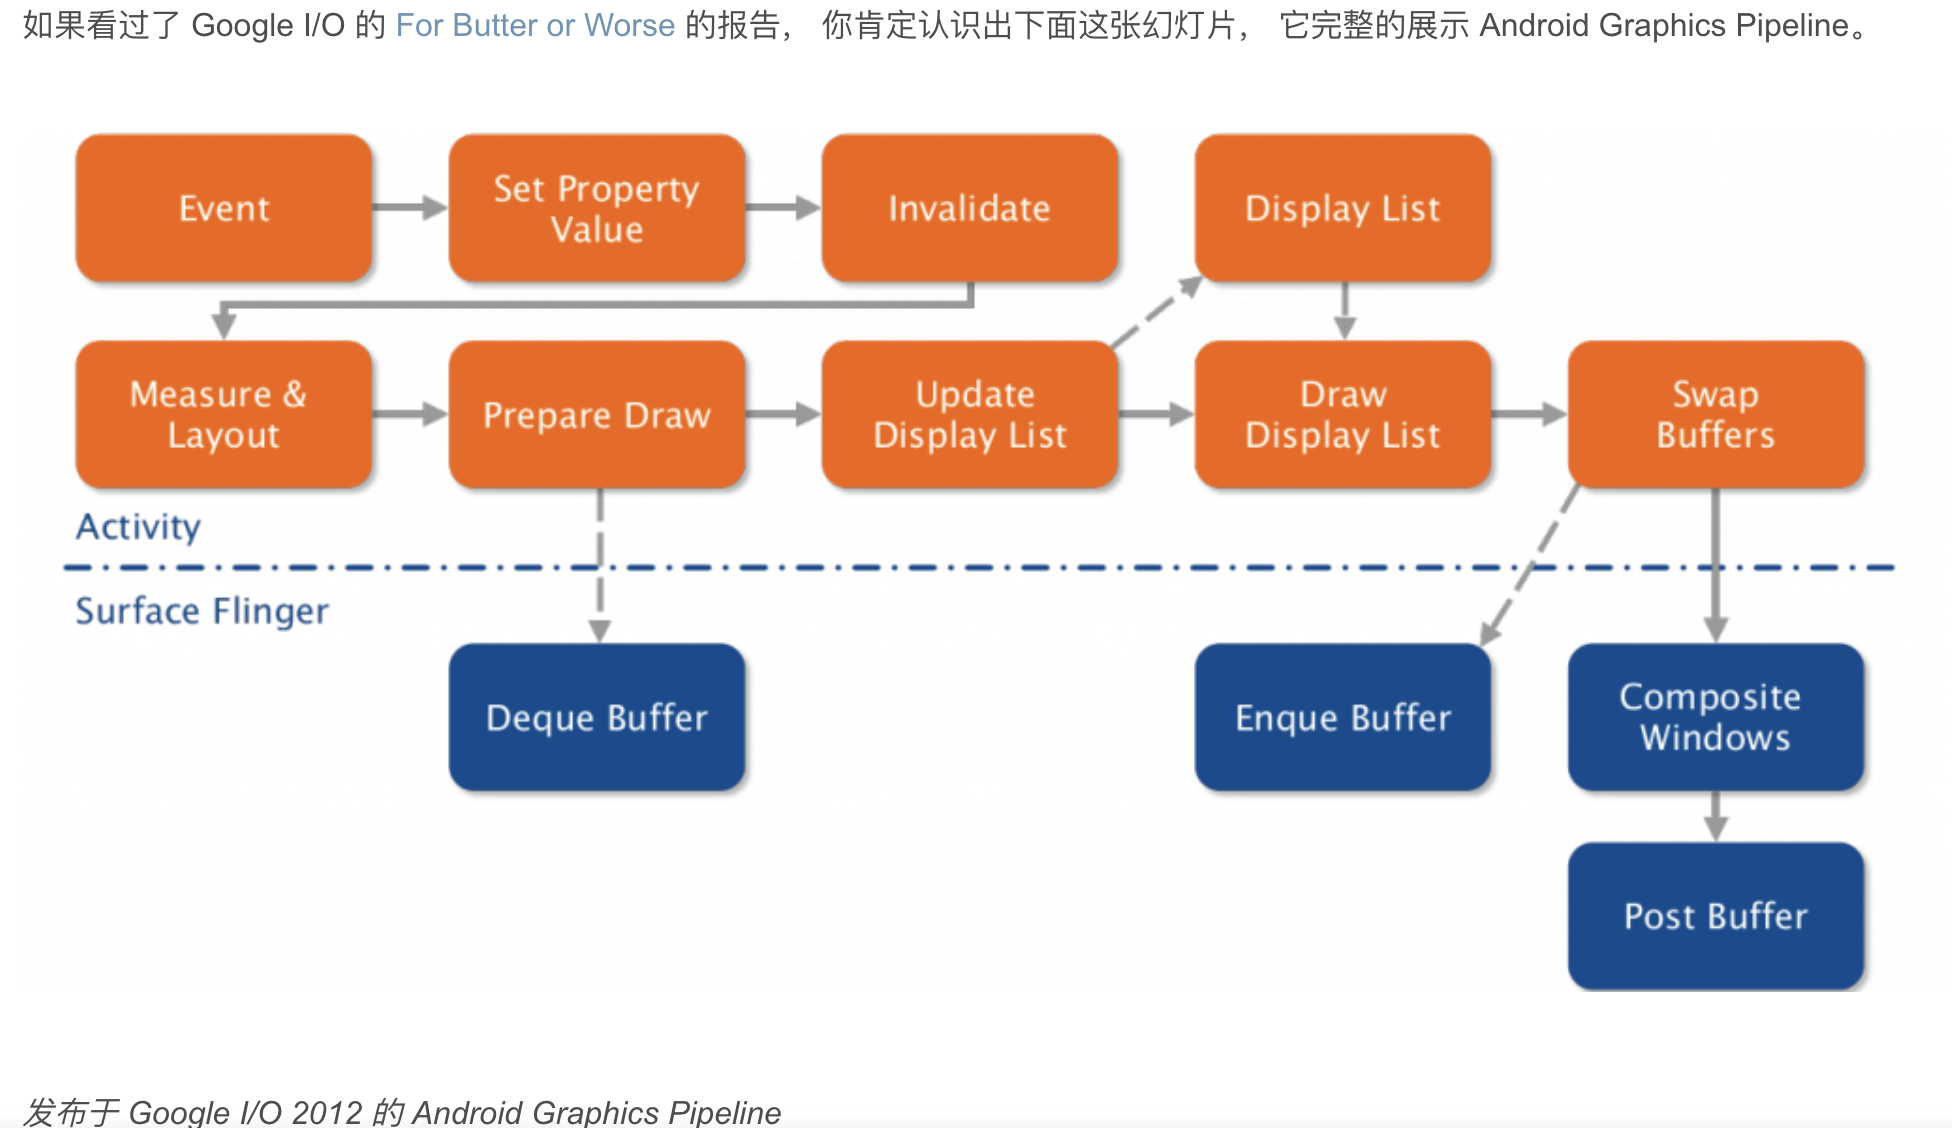 如果看过了 Google I/O 的 For Butter or Worse 的报告， 你肯定认识出下面这张幻灯片， 它完整的展示 Android Graphics Pipeline。
Event
Set Property
Value
Invalidate
Display List
Measure &
Layout
Prepare Draw
Update
Display List
Draw
Display List
Swap
Buffers
Activity
Surface Flinger
Deque Buffer
Enque Buffer
Composite
Windows
Post Buffer
发布于 Google I/O 2012 的 Android Graphics Pipeline